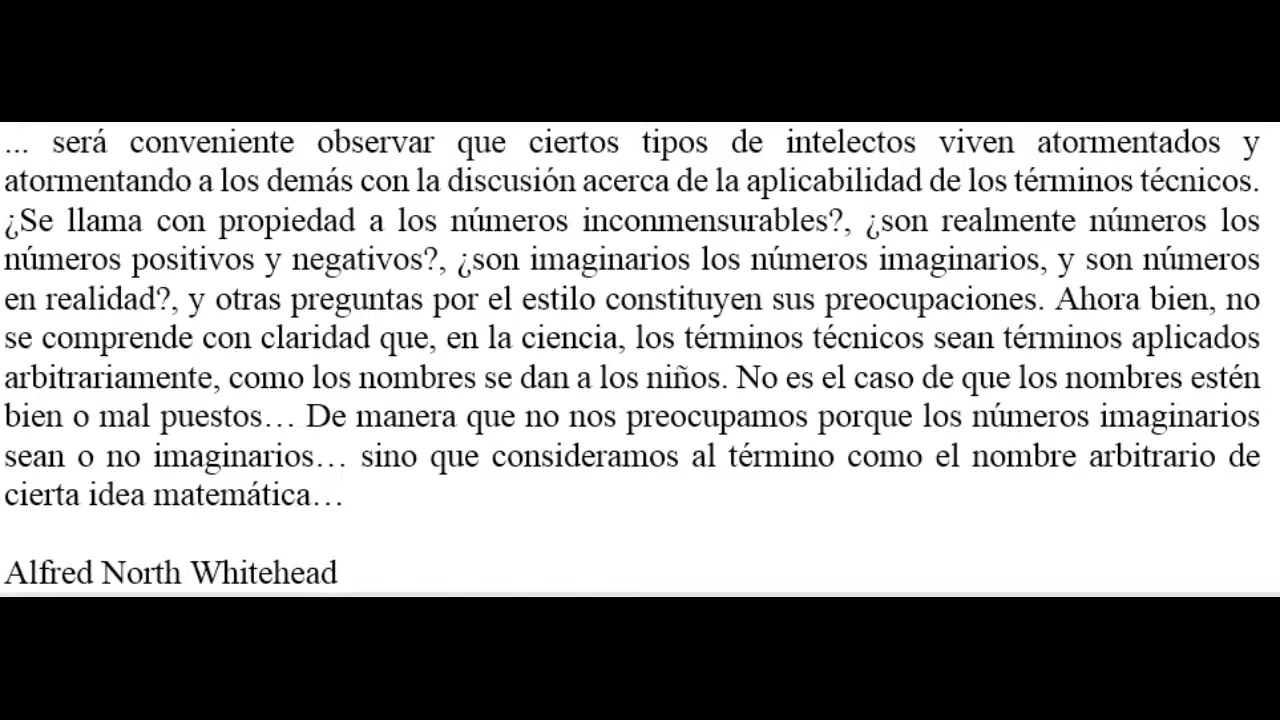 ... será conveniente observar que ciertos tipos de intelectos viven atormentados y
atormentando a los demás con la discusión acerca de la aplicabilidad de los términos técnicos.
¿Se llama con propiedad a los números inconmensurables?, ¿son realmente números los
números positivos y negativos?, ¿son imaginarios los números imaginarios, y son números
en realidad?, y otras preguntas por el estilo constituyen sus preocupaciones. Ahora bien, no
se comprende con claridad que, en la ciencia, los términos técnicos sean términos aplicados
arbitrariamente, como los nombres se dan a los niños. No es el caso de que los nombres estén
bien o mal puestos… De manera que no nos preocupamos porque los números imaginarios
sean o no imaginarios… sino que consideramos al término como el nombre arbitrario de
cierta idea matemática…
Alfred North Whitehead